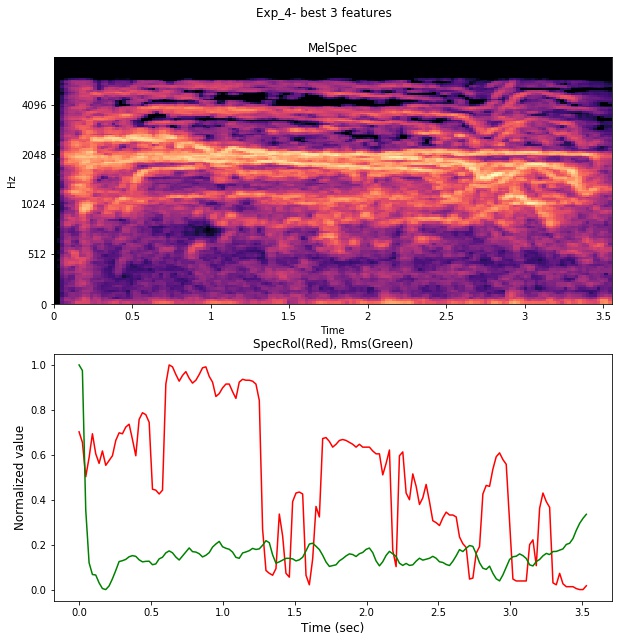 Exp_4- best 3 features
MelSpec
4096
2048
1024
512
0
Hz
0 0.5 1 1.5 2 2.5 3 3.5
Time
SpecRol(Red), Rms(Green)
1.0
0.8
0.6
0.4
0.2
0.0
Normalized value
0.0 0.5 1.0 1.5 2.0 2.5 3.0 3.5
Time (sec)